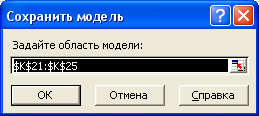 Сохранить модель
Задайте область модели:
$K$21:$K$25
ОК
Отмена
Справка